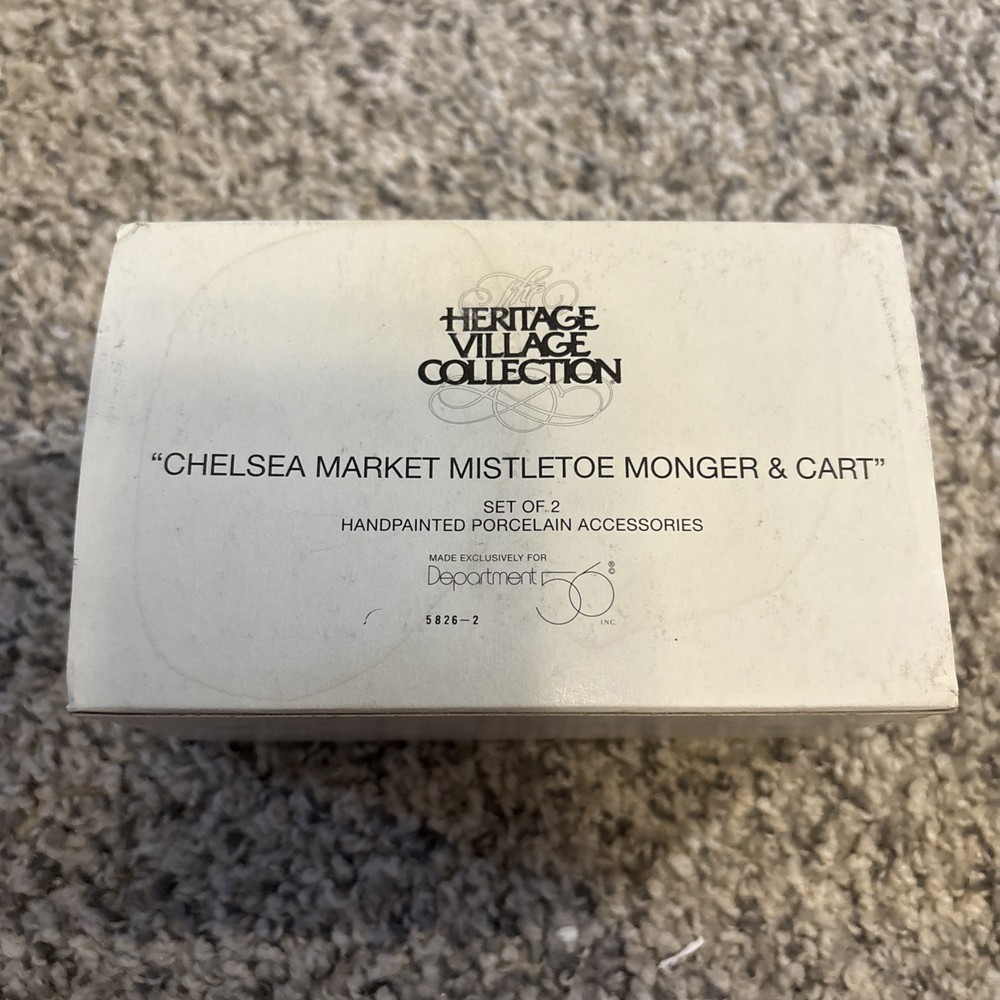 The
HERITAGE
VILLAGE
COLLECTION®
“CHELSEA MARKET MISTLETOE MONGER & CART”
SET OF 2
HANDPAINTED PORCELAIN ACCESSORIES
MADE EXCLUSIVELY FOR
Department 56®©
5826–2
INC.